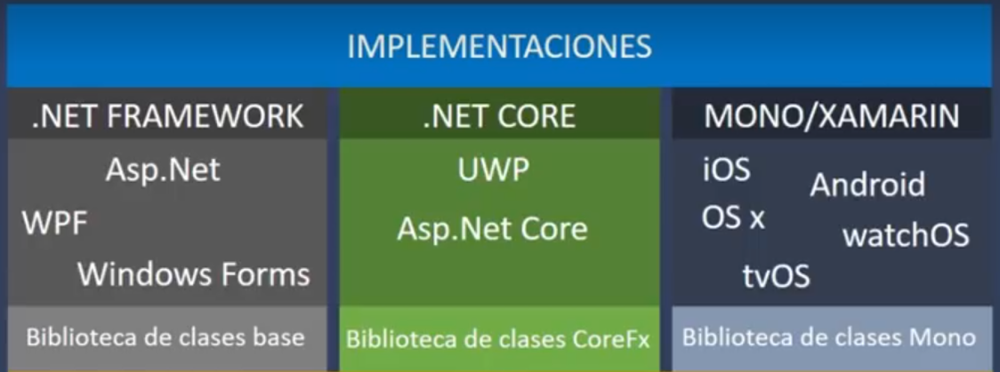 IMPLEMENTACIONES
.NET FRAMEWORK
Asp.Net
WPF
Windows Forms
Biblioteca de clases base
.NET CORE
UWP
Asp.Net Core
Biblioteca de clases CoreFx
MONO/XAMARIN
iOS
Android
OS x
watchOS
tvOS
Biblioteca de clases Mono